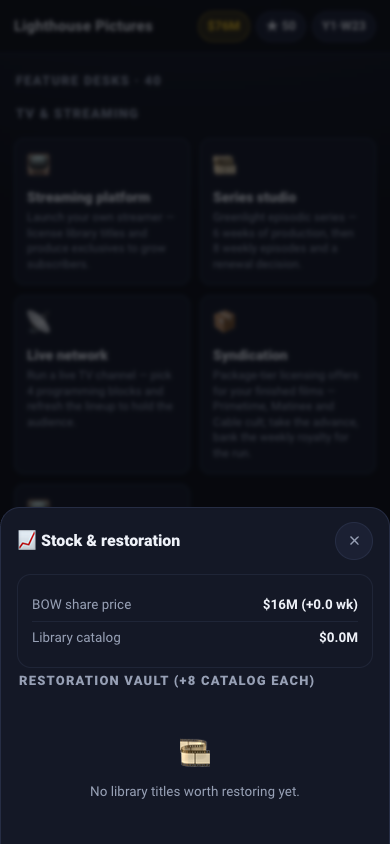 Lighthouse Pictures
$76M
★ 50
Y1·W23
FEATURE DESKS · 40
TV & STREAMING
Streaming platform
Launch your own streamer —
license library titles and
produce exclusives to grow
subscribers.
Series studio
Greenlight episodic series —
6 weeks of production, then
8 weekly episodes and a
renewal decision.
Live network
Run a live TV channel — pick
4 programming blocks and
refresh the lineup to hold the
audience.
Syndication
Package-tier licensing offers
for your finished films —
Primetime, Matinee and
Cable cuts; take the advance,
bank the weekly royalty for
the run.
📈 Stock & restoration
✕
BOW share price $16M (+0.0 wk)
Library catalog $0.0M
RESTORATION VAULT (+8 CATALOG EACH)
No library titles worth restoring yet.